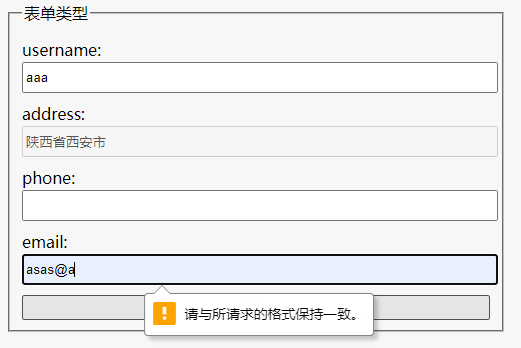 表单类型
username:
aaa
address:
陕西省西安市
phone:
email:
asas@a
请与所请求的格式保持一致。